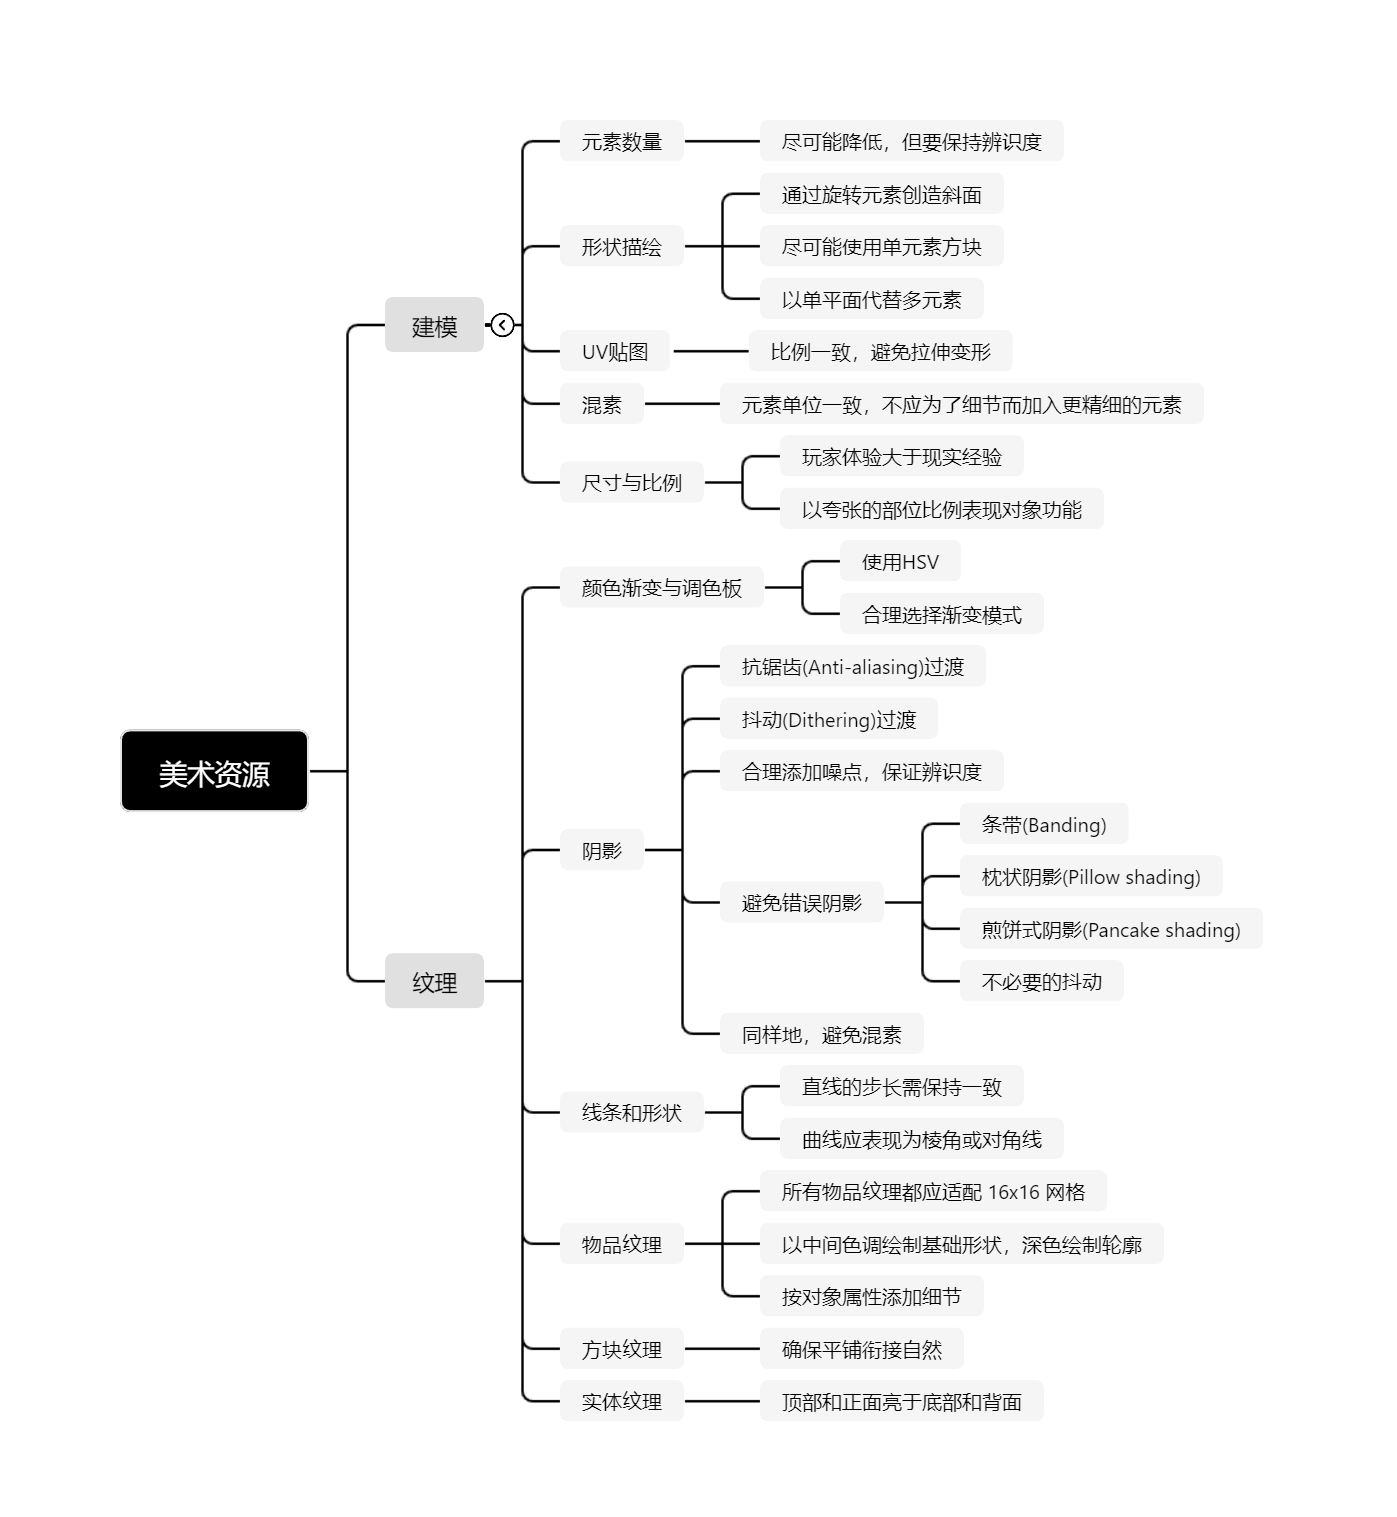 美术资源
建模
元素数量
尽可能降低，但要保持辨识度
形状描绘
通过旋转元素创造斜面
尽可能使用单元素方块
以单平面代替多元素
UV贴图
比例一致，避免拉伸变形
混素
元素单位一致，不应为了细节而加入更精细的元素
尺寸与比例
玩家体验大于现实经验
以夸张的部位比例表现对象功能
纹理
颜色渐变与调色板
使用HSV
合理选择渐变模式
阴影
抗锯齿(Anti-aliasing)过渡
抖动(Dithering)过渡
合理添加噪点，保证辨识度
避免错误阴影
条带(Banding)
枕状阴影(Pillow shading)
煎饼式阴影(Pancake shading)
不必要的抖动
同样地，避免混素
线条和形状
直线的步长需保持一致
曲线应表现为棱角或对角线
物品纹理
所有物品纹理都应适配 16x16 网格
以中间色调绘制基础形状，深色绘制轮廓
按对象属性添加细节
方块纹理
确保平铺衔接自然
实体纹理
顶部和正面亮于底部和背面